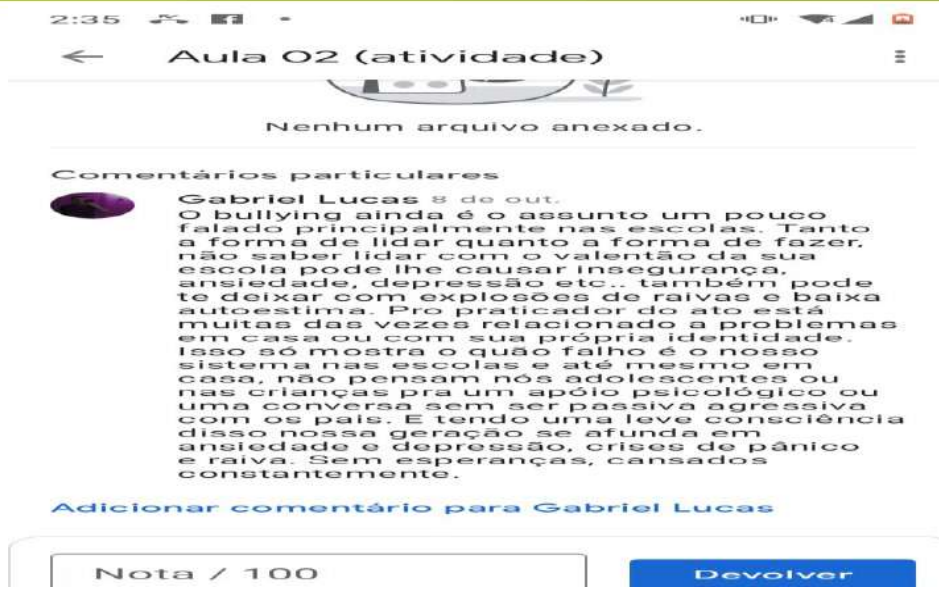 2:35
Aula 02 (atividade)
Nenhum arquivo anexado.
Comentários particulares
Gabriel Lucas 8 de out.
O bullying ainda é o assunto um pouco
falado principalmente nas escolas. Tanto
a forma de lidar quanto a forma de fazer,
não saber lidar com o valentão da sua
escola pode lhe causar insegurança,
ansiedade, depressão etc.. também pode
te deixar com explosões de raivas e baixa
autoestima. Pro praticador do ato está
muitas das vezes relacionado a problemas
em casa ou com sua própria identidade.
Isso só mostra o quão falho é o nosso
sistema nas escolas e até mesmo em
casa, não pensam nós adolescentes ou
nas crianças pra um apóio psicológico ou
uma conversa sem ser passiva agressiva
com os pais. E tendo uma leve consciência
disso nossa geração se afunda em
ansiedade e depressão, crises de pânico
e raiva. Sem esperanças, cansados
constantemente.
Adicionar comentário para Gabriel Lucas
Nota / 100
Devolver